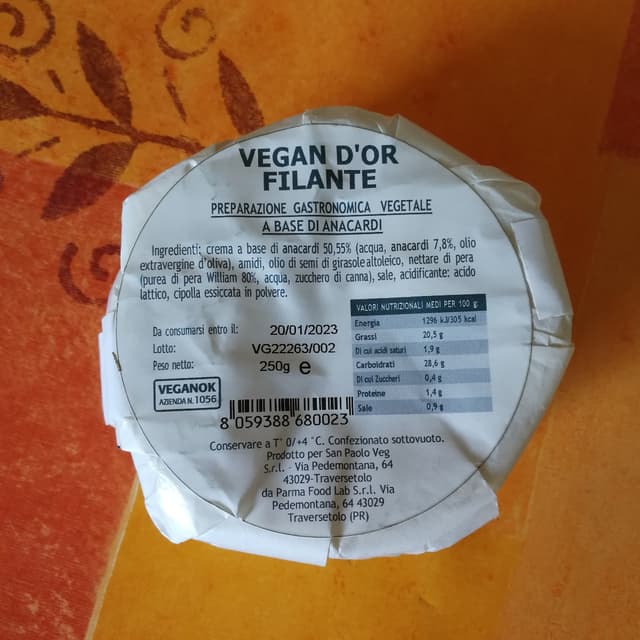 VEGAN D'OR
FILANTE
PREPARAZIONE GASTRONOMICA VEGETALE
A BASE DI ANACARDI
Ingredienti: crema a base di anacardi 50,55% (acqua, anacardi 7,8%, olio
extravergine d'oliva), amidi, olio di semi di girasole altoleico, nettare di pera
(purea di pera William 80%, acqua, zucchero di canna), sale, acidificante: acido
lattico, cipolla essiccata in polvere.
Da consumarsi entro il: 20/01/2023
Lotto: VG22263/002
Peso netto: 250g e
VEGANOK
AZIENDA N. 1056
VALORI NUTRIZIONALI MEDI PER 100 g:
Energia 1296 kJ/305 kcal
Grassi 20,5 g
Di cui acidi saturi 1,9 g
Carboidrati 28,6 g
Di cui Zuccheri 0,4 g
Proteine 1,4 g
Sale 0,9 g
8 059388 680023
Conservare a T° 0/+4 °C. Confezionato sottovuoto.
Prodotto per San Paolo Veg
S.r.l. - Via Pedemontana, 64
43029-Traversetolo
da Parma Food Lab S.r.l. Via
Pedemontana, 64 43029
Traversetolo (PR)